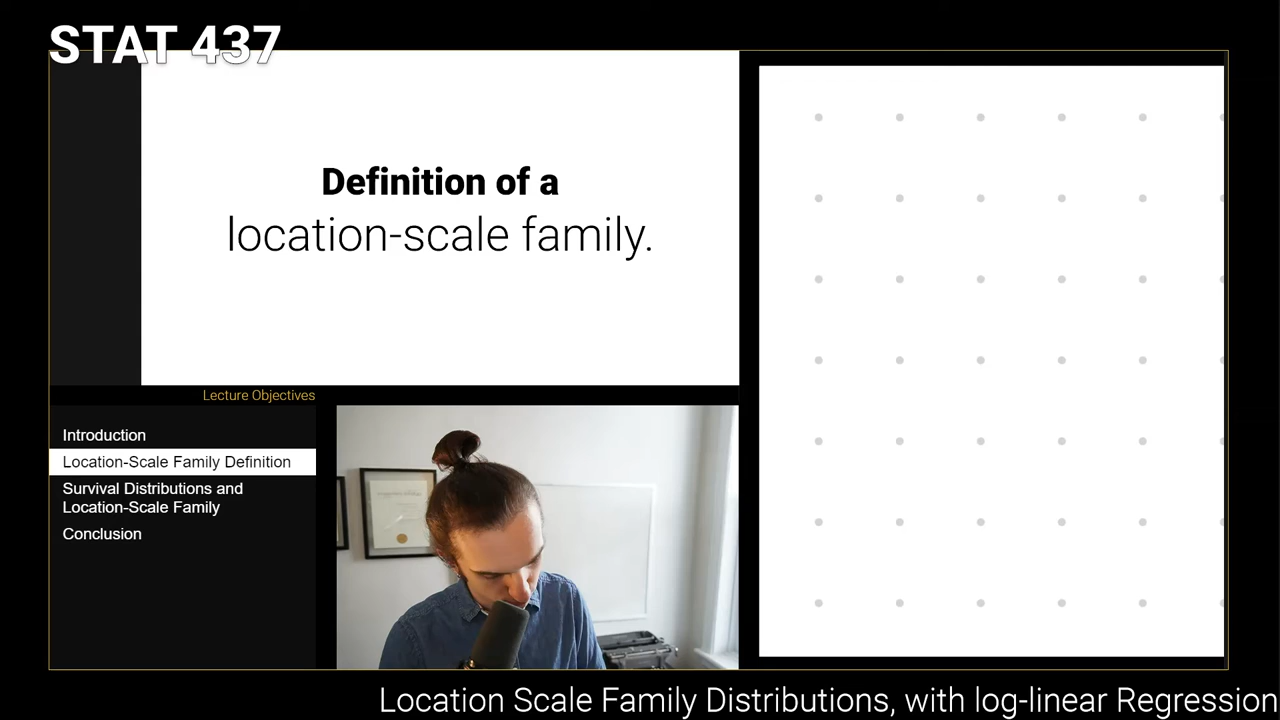 STAT 437
Definition of a
location-scale family.
Lecture Objectives
Introduction
Location-Scale Family Definition
Survival Distributions and
Location-Scale Family
Conclusion
Location Scale Family Distributions, with log-linear Regression